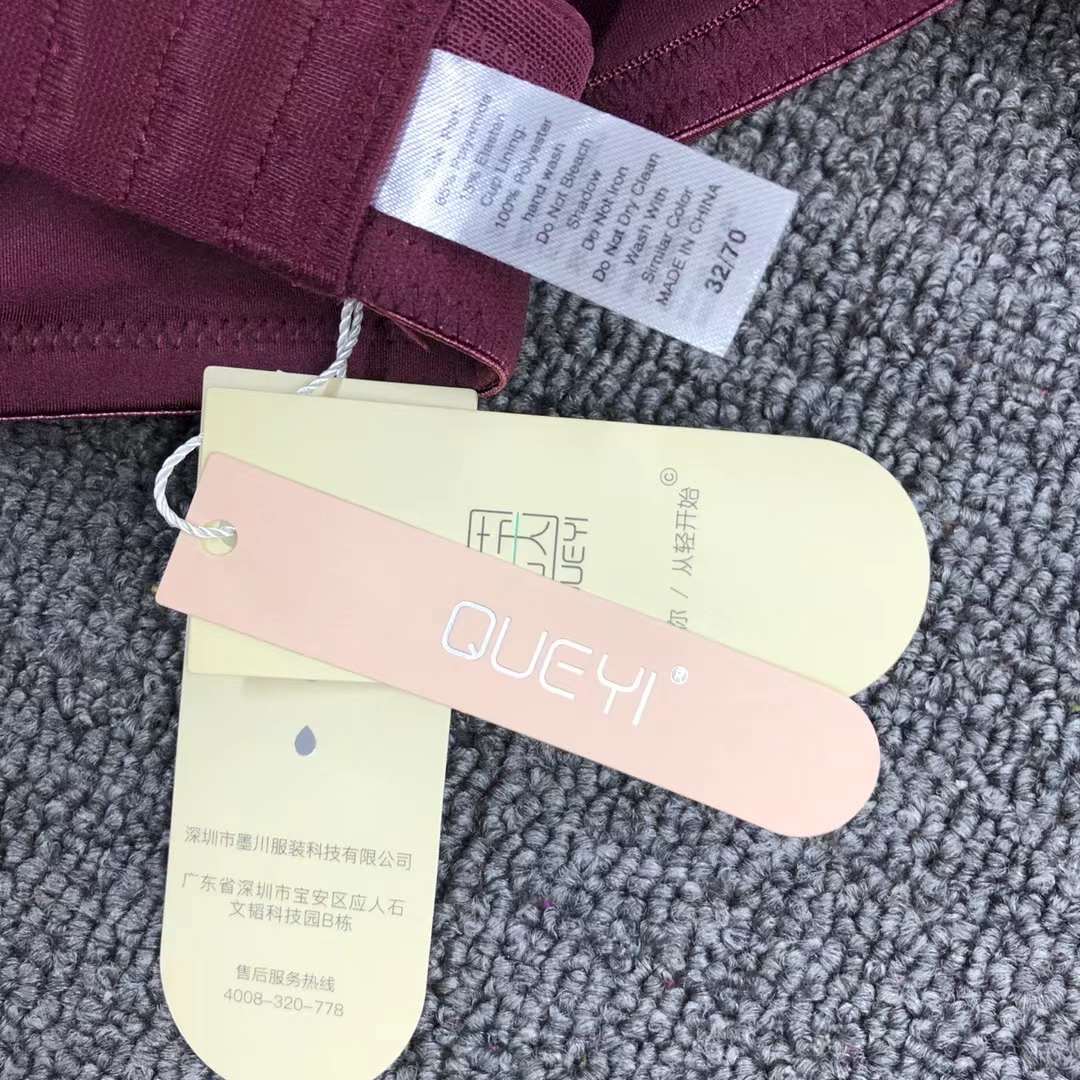 Cup Lining:
100% Polyester
hand wash
Do Not Bleach
Shadow
Do Not Iron
Do Not Dry Clean
Wash With
Similar Color
MADE IN CHINA
32/70
©
尔 / 从轻开始
QUEYI
QUEYI®
深圳市墨川服装科技有限公司
广东省深圳市宝安区应人石
文韬科技园B栋
售后服务热线
4008-320-778